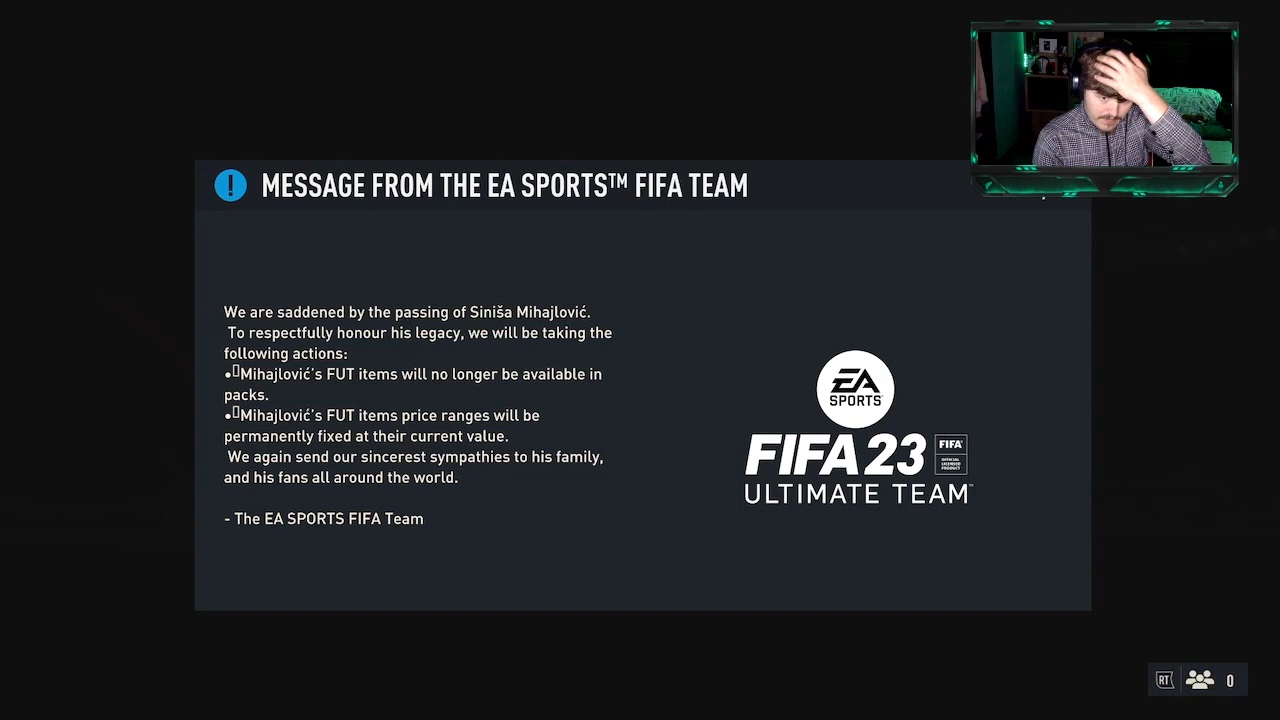 MESSAGE FROM THE EA SPORTS™ FIFA TEAM
We are saddened by the passing of Siniša Mihajlović.
To respectfully honour his legacy, we will be taking the
following actions:
•▯Mihajlović's FUT items will no longer be available in
packs.
•▯Mihajlović's FUT items price ranges will be
permanently fixed at their current value.
We again send our sincerest sympathies to his family,
and his fans all around the world.
- The EA SPORTS FIFA Team
EA
SPORTS
FIFA 23
FIFA
OFFICIAL
LICENSED
PRODUCT
ULTIMATE TEAM™
RT
0